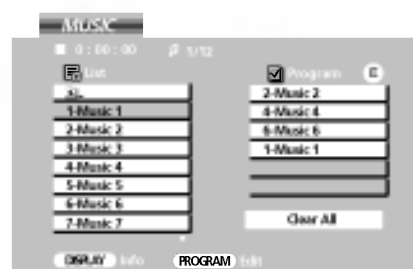 MUSIC
0:00:00 1/12
List
1-Music 1
2-Music 2
3-Music 3
4-Music 4
5-Music 5
6-Music 6
7-Music 7
Program E
2-Music 2
4-Music 4
6-Music 6
1-Music 1
Clear All
DISPLAY Info PROGRAM Edit